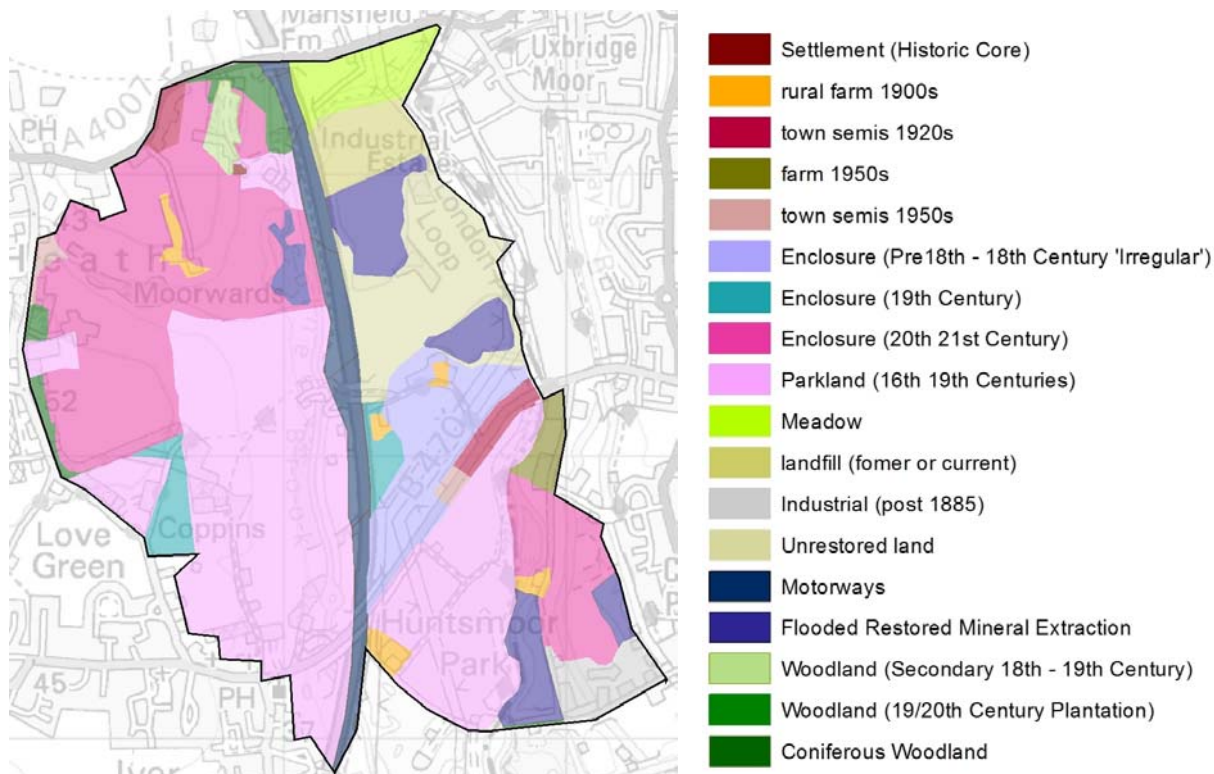 Mansfield
Fm
Uxbridge
Moor
PH
A 4007
Industrial
Estate
London
Loop
Heath
Moorwards
52
B470
Coppins
Love
Green
Huntsmoor
Park
45
PH
Iver
Settlement (Historic Core)
rural farm 1900s
town semis 1920s
farm 1950s
town semis 1950s
Enclosure (Pre18th - 18th Century 'Irregular')
Enclosure (19th Century)
Enclosure (20th 21st Century)
Parkland (16th 19th Centuries)
Meadow
landfill (fomer or current)
Industrial (post 1885)
Unrestored land
Motorways
Flooded Restored Mineral Extraction
Woodland (Secondary 18th - 19th Century)
Woodland (19/20th Century Plantation)
Coniferous Woodland